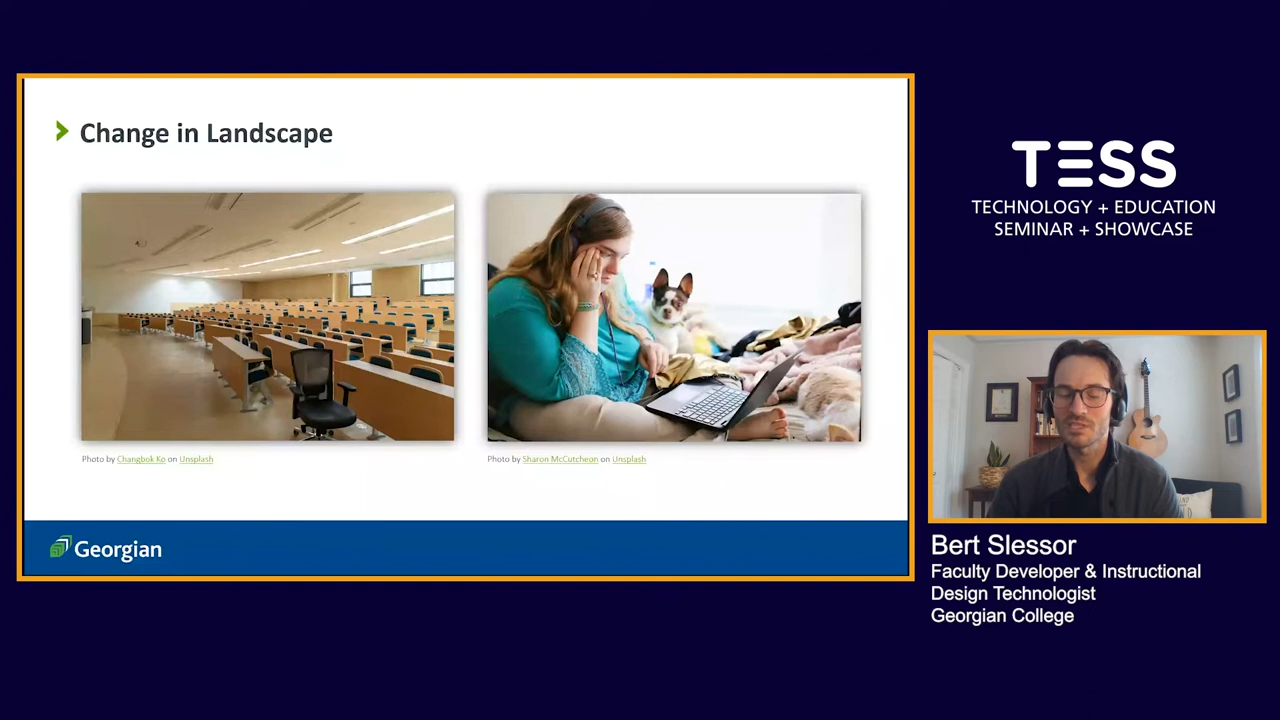 Change in Landscape
Photo by Changbok Ko on Unsplash
Photo by Sharon McCutcheon on Unsplash
Georgian
TESS
TECHNOLOGY + EDUCATION
SEMINAR + SHOWCASE
Bert Slessor
Faculty Developer & Instructional
Design Technologist
Georgian College